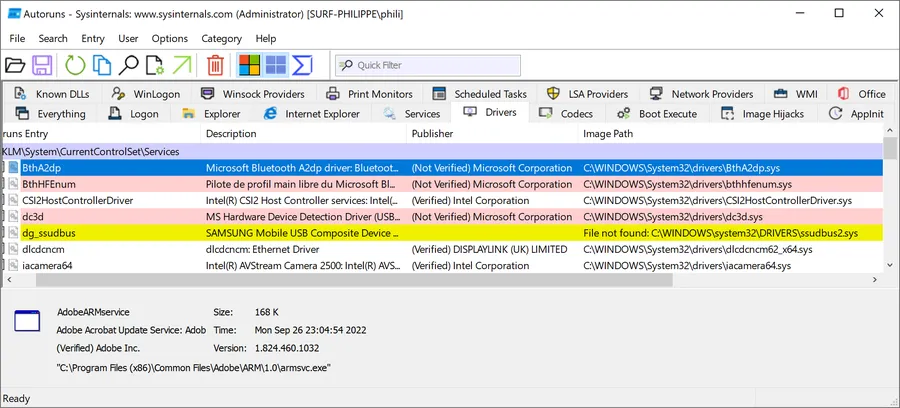 Autoruns - Sysinternals: www.sysinternals.com (Administrator) [SURF-PHILIPPE\phili]
File Search Entry User Options Category Help
Quick Filter
Known DLLs WinLogon Winsock Providers Print Monitors Scheduled Tasks LSA Providers Network Providers WMI Office
Everything Logon Explorer Internet Explorer Services Drivers Codecs Boot Execute Image Hijacks AppInit
runs Entry Description Publisher Image Path
KLM\System\CurrentControlSet\Services
BthA2dp Microsoft Bluetooth A2dp driver: Bluetoot... (Not Verified) Microsoft Corporation C:\WINDOWS\System32\drivers\BthA2dp.sys
BthHFEnum Pilote de profil main libre du Microsoft Bl... (Not Verified) Microsoft Corporation C:\WINDOWS\System32\drivers\bthhfenum.sys
CSI2HostControllerDriver Intel(R) CSI2 Host Controller services: Intel(... (Verified) Intel Corporation C:\WINDOWS\System32\drivers\CSI2HostControllerDriver.sys
dc3d MS Hardware Device Detection Driver (USB... (Not Verified) Microsoft Corporation C:\WINDOWS\System32\drivers\dc3d.sys
dg_ssudbus SAMSUNG Mobile USB Composite Device ... File not found: C:\WINDOWS\system32\DRIVERS\ssudbus2.sys
dlcdcncm dlcdcncm: Ethernet Driver (Verified) DISPLAYLINK (UK) LIMITED C:\WINDOWS\System32\drivers\dlcdcncm62_x64.sys
iacamera64 Intel(R) AVStream Camera 2500: Intel(R) AV... (Verified) Intel Corporation C:\WINDOWS\System32\drivers\iacamera64.sys
AdobeARMservice Size: 168 K
Adobe Acrobat Update Service: Adob Time: Mon Sep 26 23:04:54 2022
(Verified) Adobe Inc. Version: 1.824.460.1032
"C:\Program Files (x86)\Common Files\Adobe\ARM\1.0\armsvc.exe"
Ready